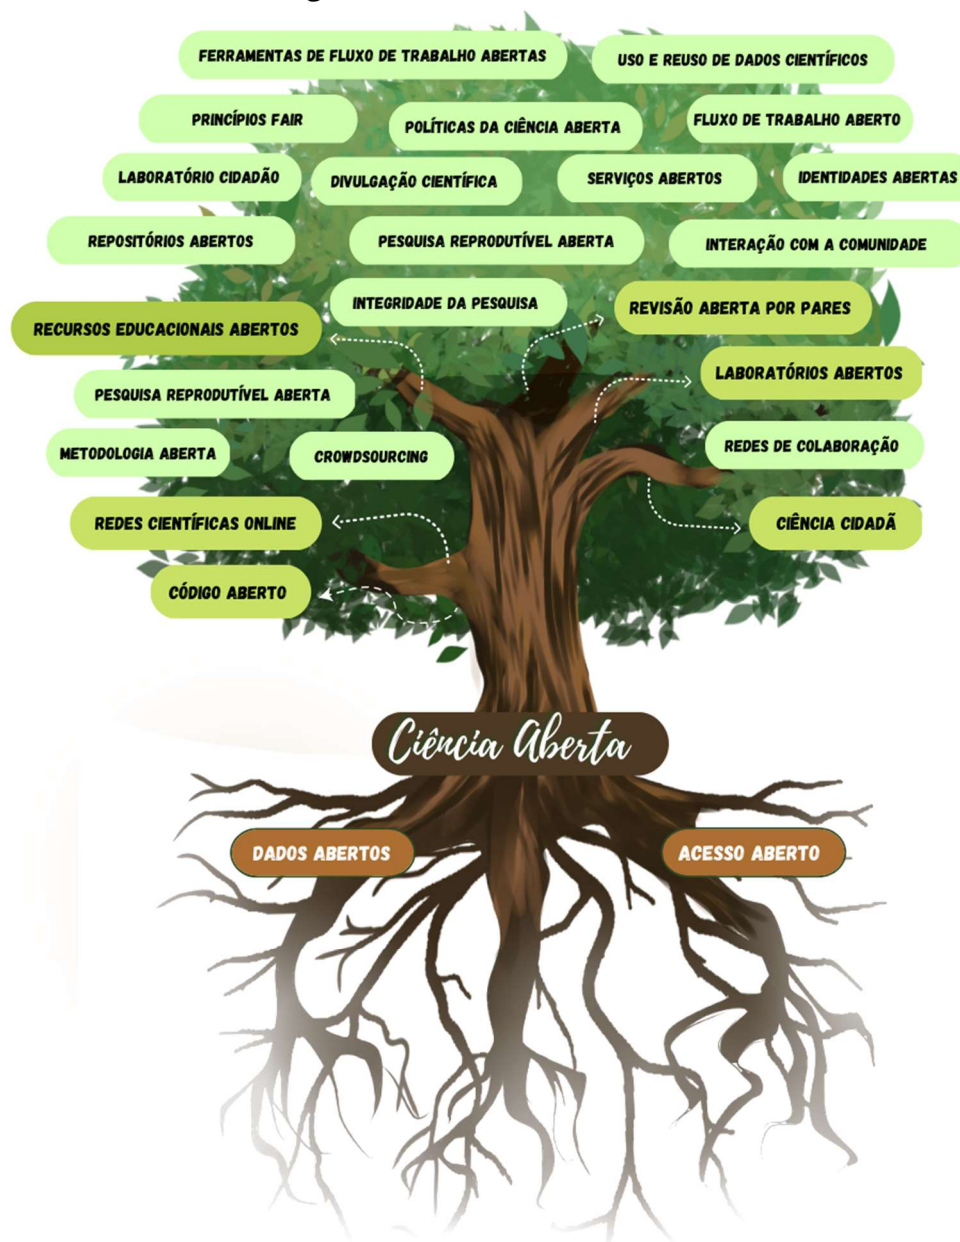 FERRAMENTAS DE FLUXO DE TRABALHO ABERTAS
USO E REUSO DE DADOS CIENTÍFICOS
PRINCÍPIOS FAIR
POLÍTICAS DA CIÊNCIA ABERTA
FLUXO DE TRABALHO ABERTO
LABORATÓRIO CIDADÃO
DIVULGAÇÃO CIENTÍFICA
SERVIÇOS ABERTOS
IDENTIDADES ABERTAS
REPOSITÓRIOS ABERTOS
PESQUISA REPRODUTÍVEL ABERTA
INTERAÇÃO COM A COMUNIDADE
INTEGRIDADE DA PESQUISA
REVISÃO ABERTA POR PARES
RECURSOS EDUCACIONAIS ABERTOS
LABORATÓRIOS ABERTOS
PESQUISA REPRODUTÍVEL ABERTA
METODOLOGIA ABERTA
CROWDSOURCING
REDES DE COLABORAÇÃO
REDES CIENTÍFICAS ONLINE
CIÊNCIA CIDADÃ
CÓDIGO ABERTO
Ciência Aberta
DADOS ABERTOS
ACESSO ABERTO